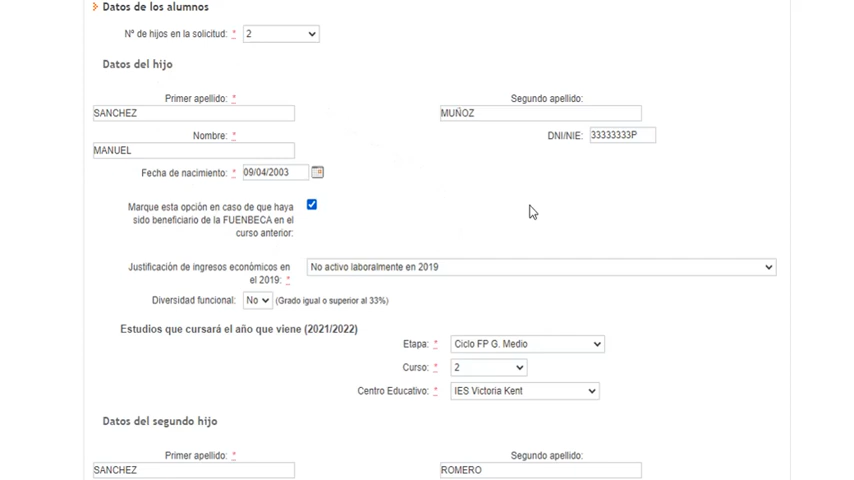 Datos de los alumnos
Nº de hijos en la solicitud: * 2
Datos del hijo
Primer apellido: * Segundo apellido:
SANCHEZ MUÑOZ
Nombre: * DNI/NIE: 33333333P
MANUEL
Fecha de nacimiento: * 09/04/2003
Marque esta opción en caso de que haya
sido beneficiario de la FUENBECA en el
curso anterior:
Justificación de ingresos económicos en No activo laboralmente en 2019
el 2019: *
Diversidad funcional: No (Grado igual o superior al 33%)
Estudios que cursará el año que viene (2021/2022)
Etapa: * Ciclo FP G. Medio
Curso: * 2
Centro Educativo: * IES Victoria Kent
Datos del segundo hijo
Primer apellido: * Segundo apellido:
SANCHEZ ROMERO